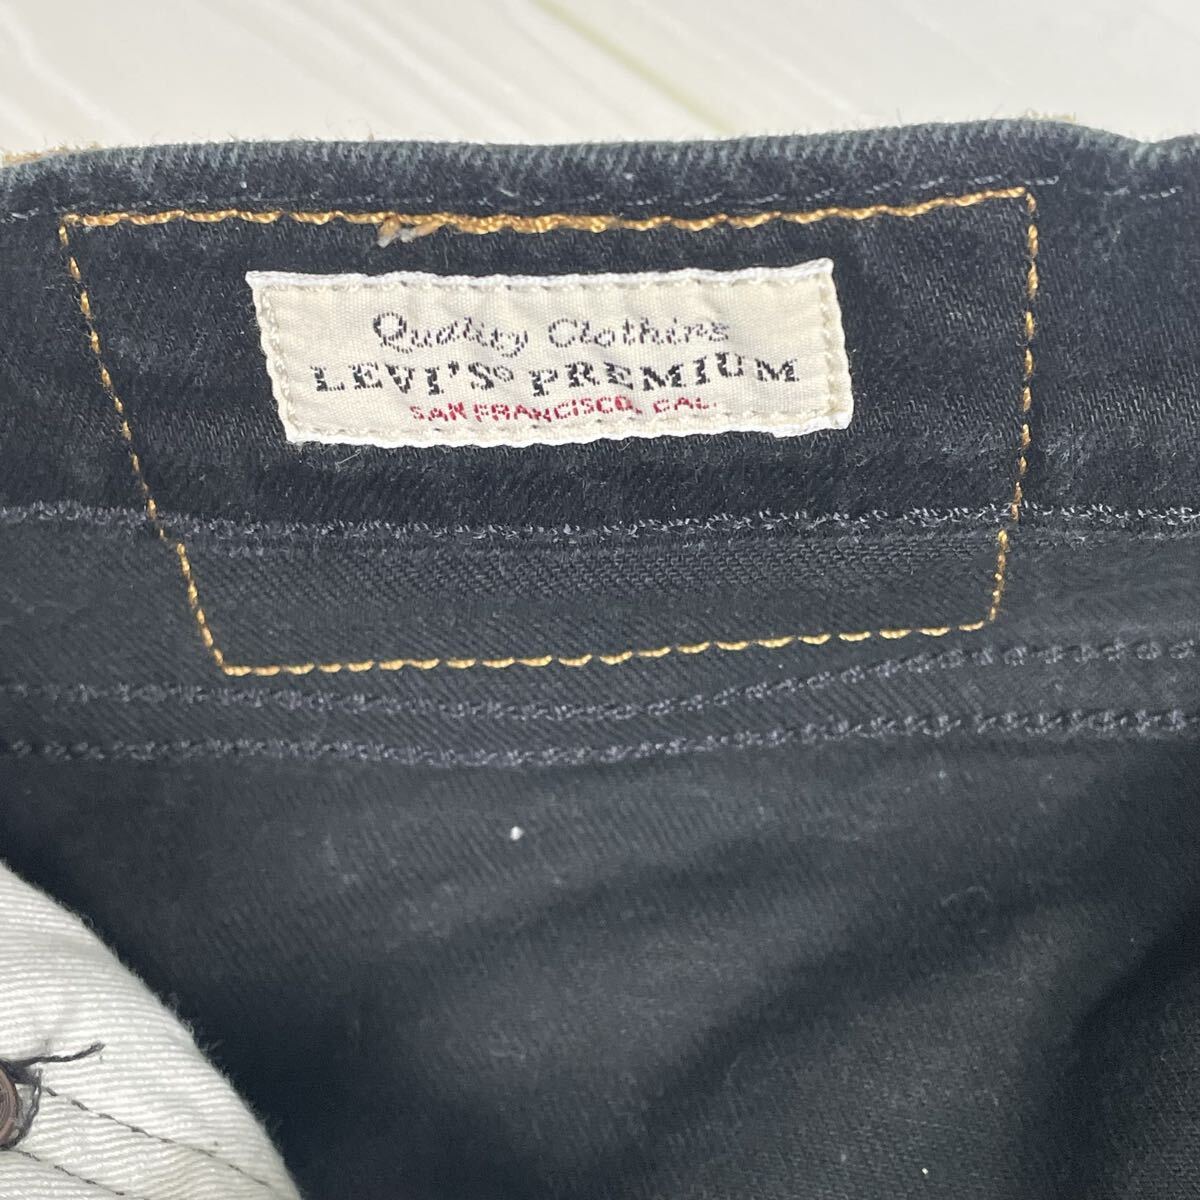 Quality Clothing
LEVI'S® PREMIUM
SAN FRANCISCO, CAL.